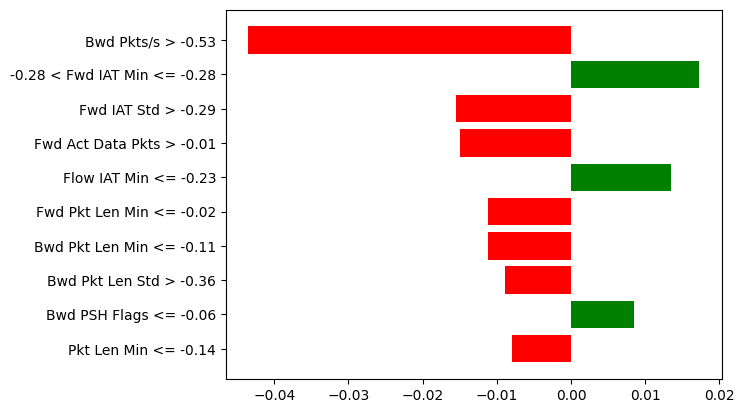 Bwd Pkts/s > -0.53
-0.28 < Fwd IAT Min <= -0.28
Fwd IAT Std > -0.29
Fwd Act Data Pkts > -0.01
Flow IAT Min <= -0.23
Fwd Pkt Len Min <= -0.02
Bwd Pkt Len Min <= -0.11
Bwd Pkt Len Std > -0.36
Bwd PSH Flags <= -0.06
Pkt Len Min <= -0.14
−0.04 −0.03 −0.02 −0.01 0.00 0.01 0.02